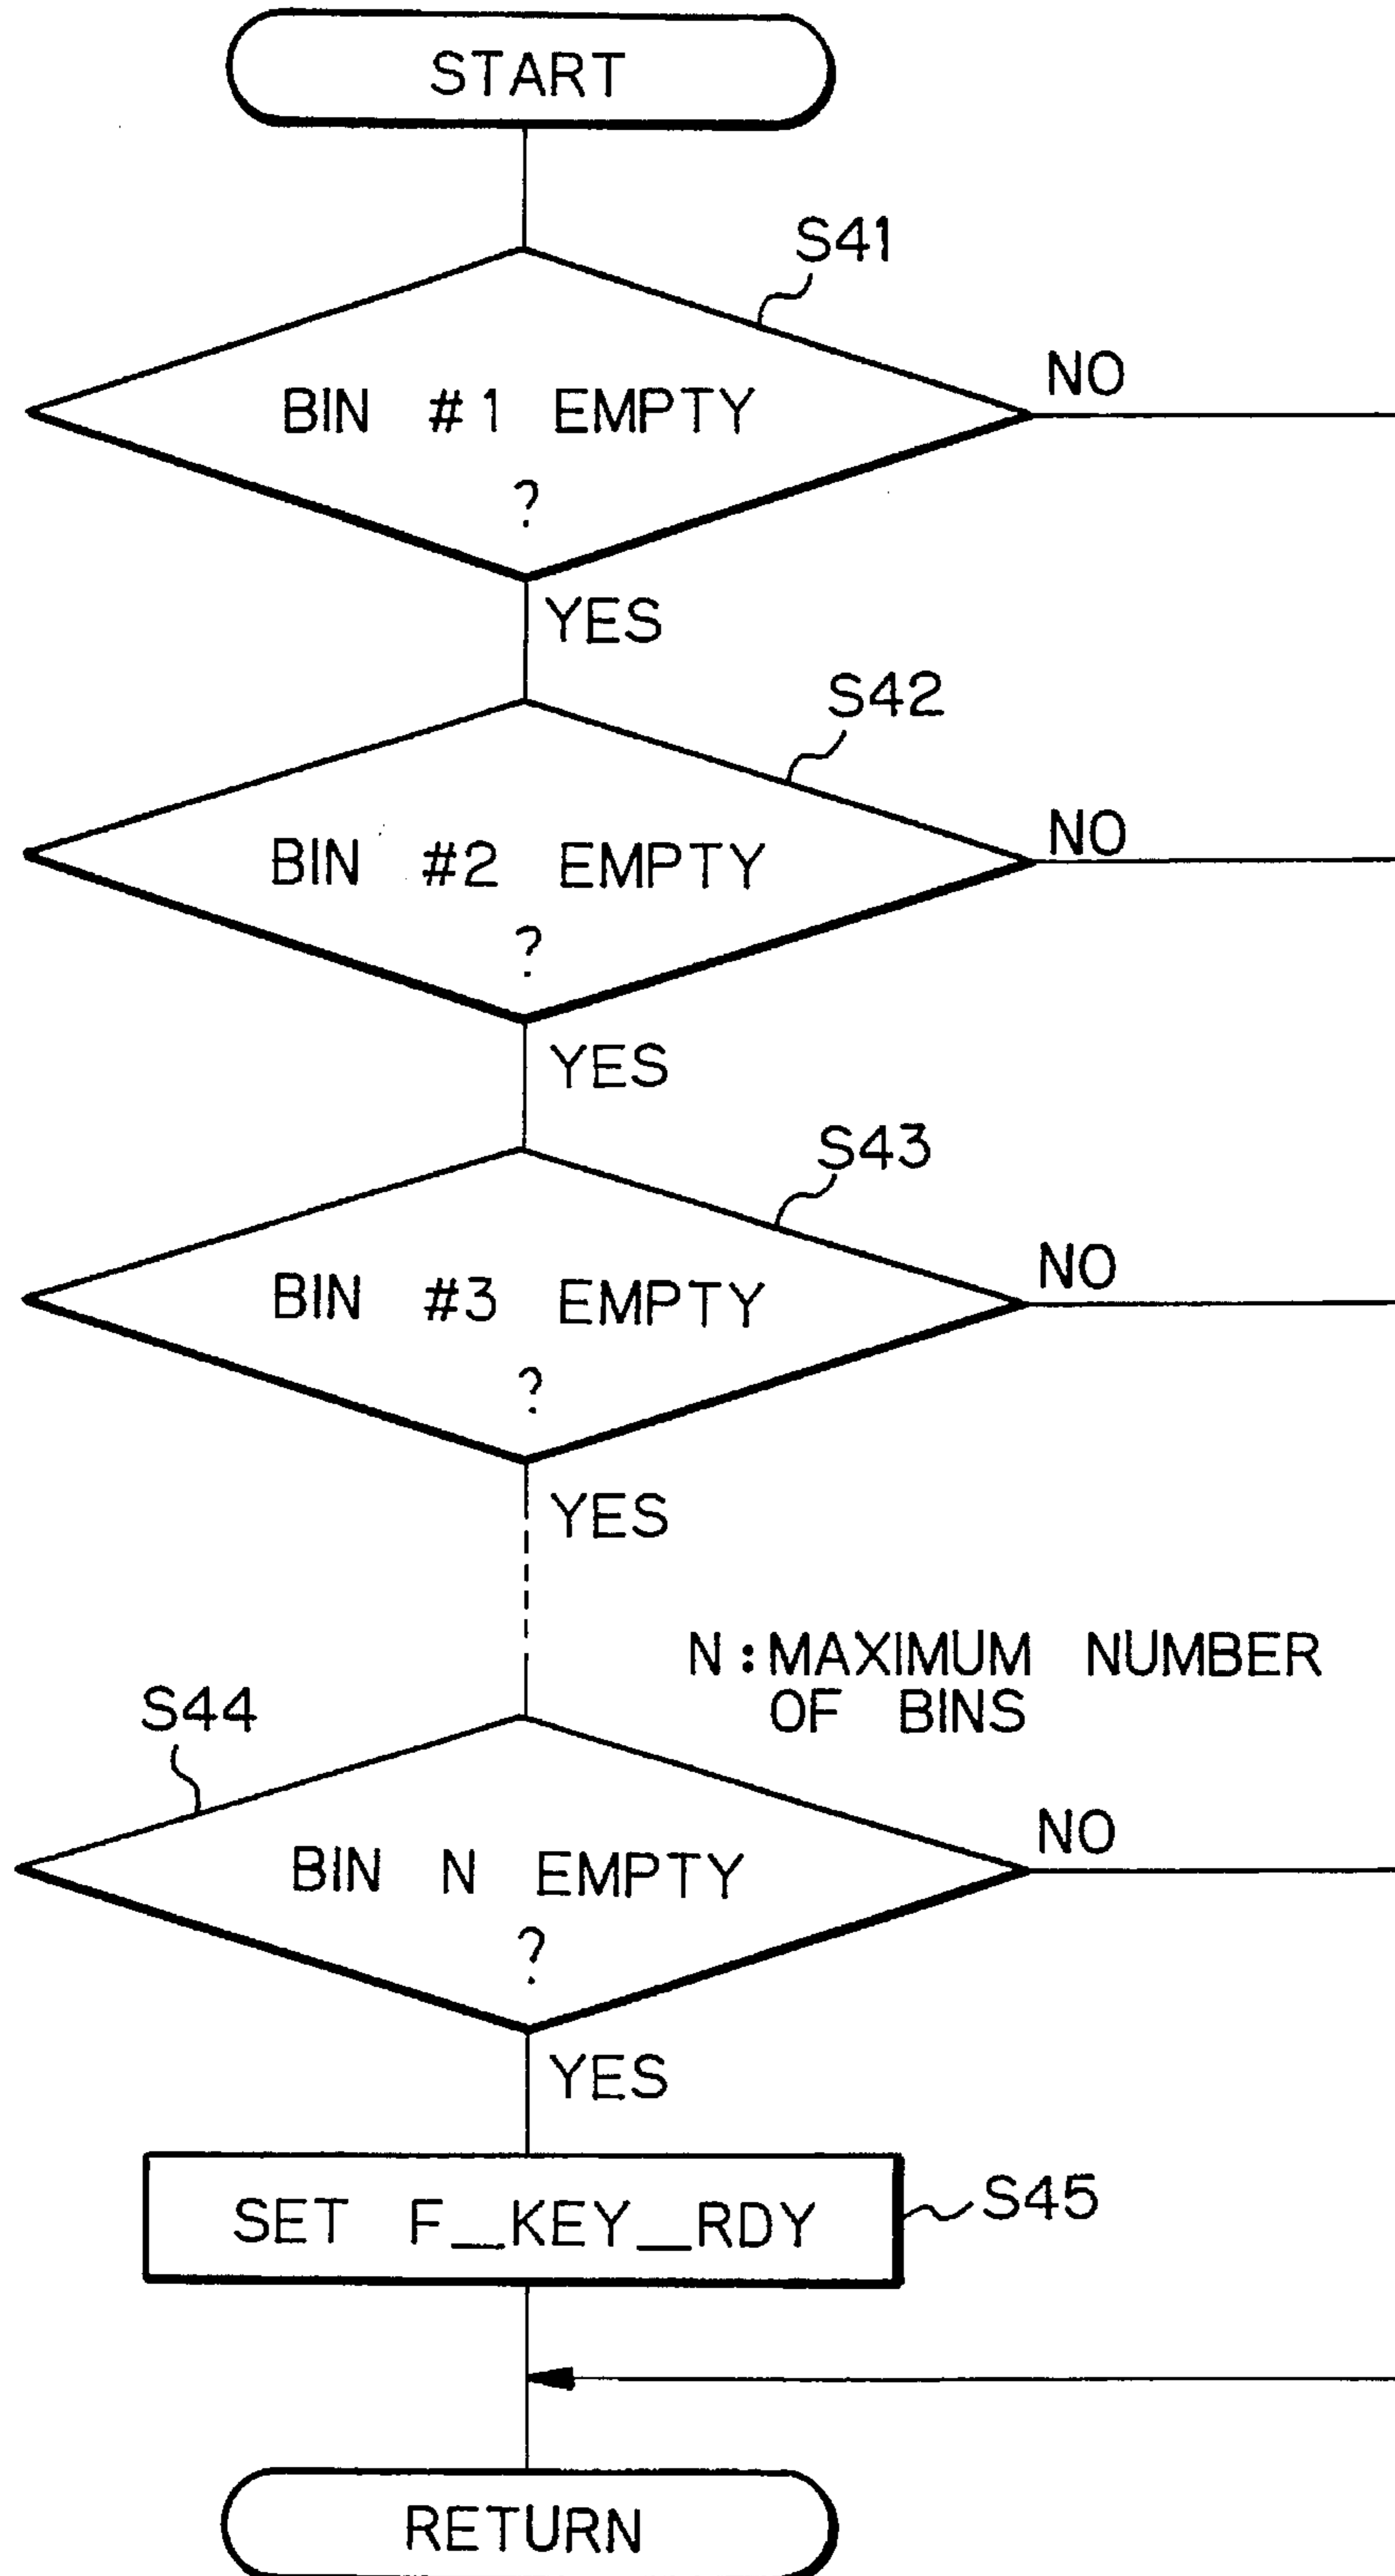 START
S41
BIN #1 EMPTY
?
NO
YES
S42
BIN #2 EMPTY
?
NO
YES
S43
BIN #3 EMPTY
?
NO
YES
N:MAXIMUM NUMBER
OF BINS
S44
BIN N EMPTY
?
NO
YES
SET F_KEY_RDY
S45
RETURN